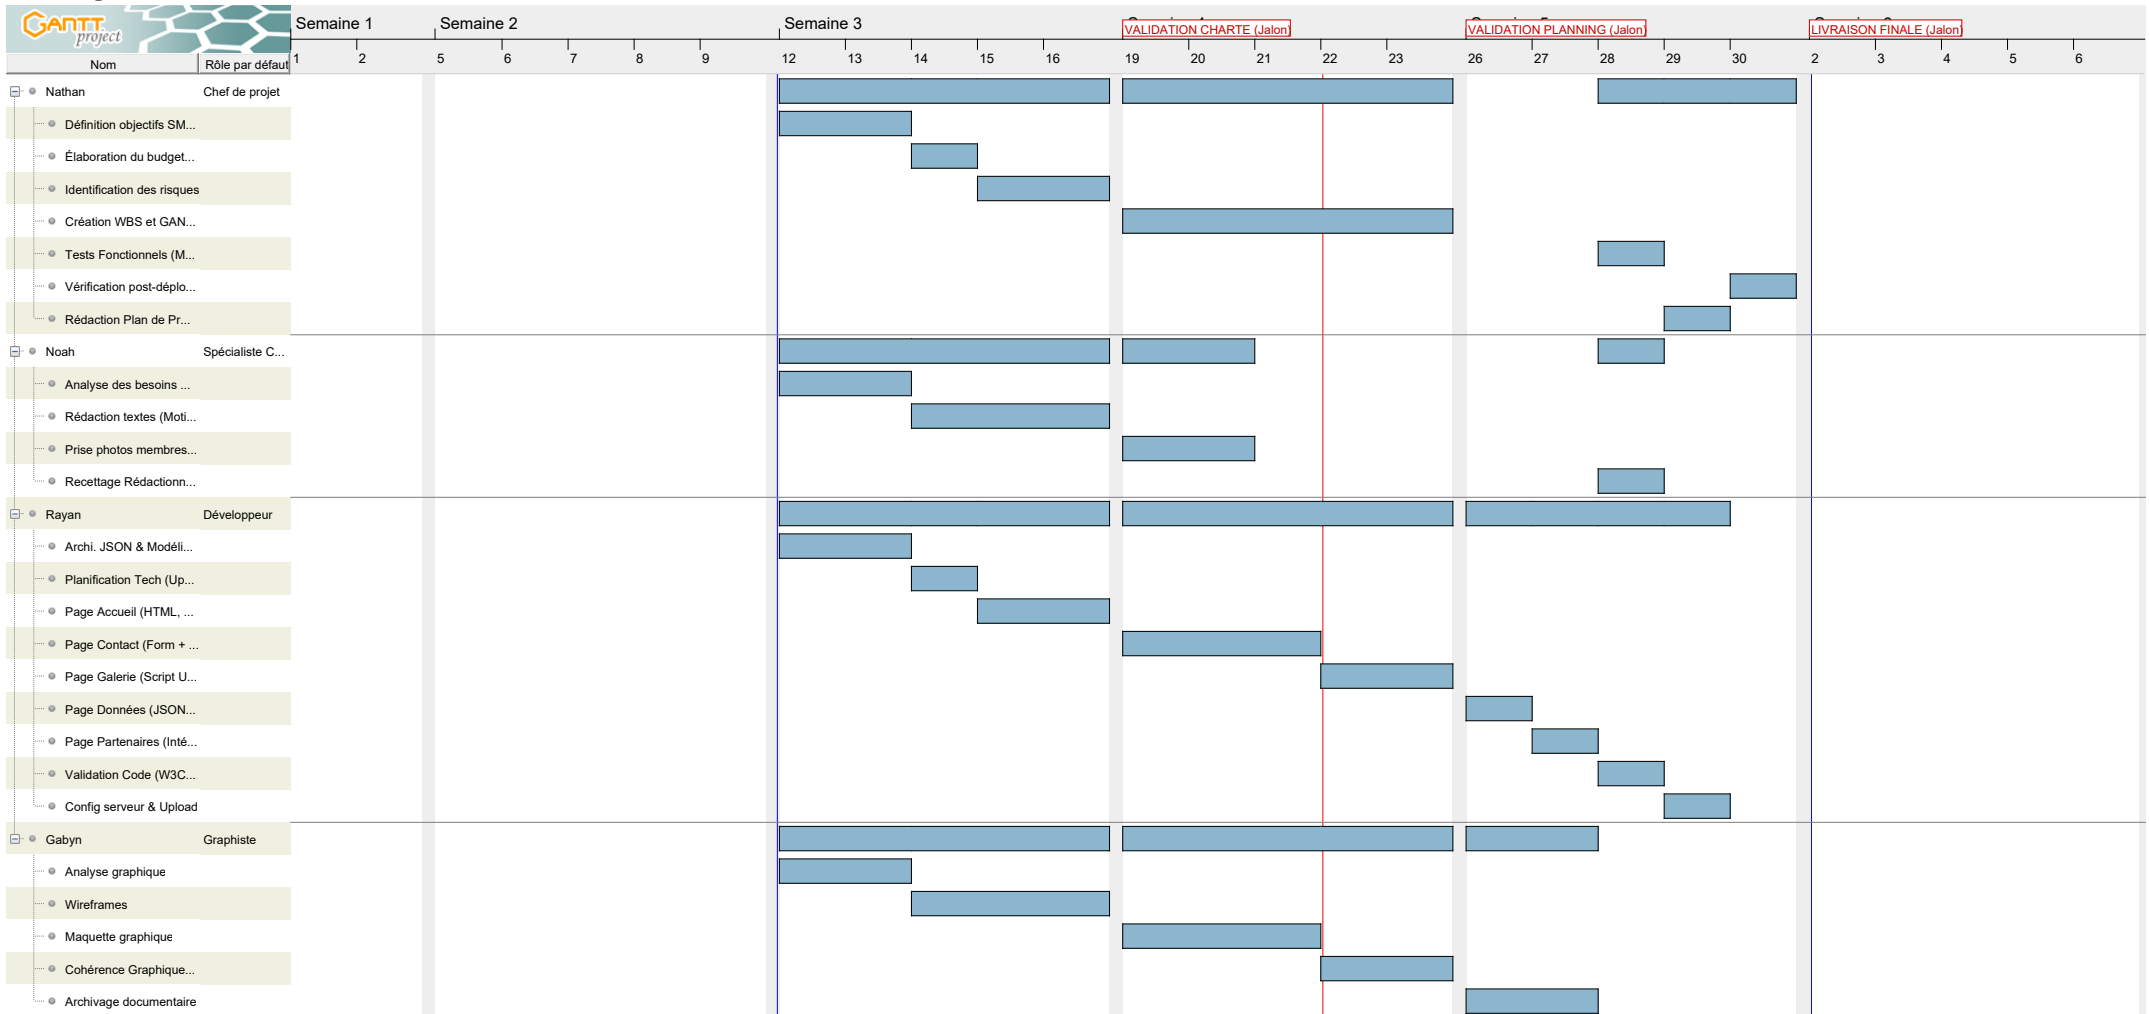 GANTT
project
Semaine 1
Semaine 2
Semaine 3
VALIDATION CHARTE (Jalon)
VALIDATION PLANNING (Jalon)
LIVRAISON FINALE (Jalon)
Nom Rôle par défaut
1 2 5 6 7 8 9 12 13 14 15 16 19 20 21 22 23 26 27 28 29 30 2 3 4 5 6
Nathan Chef de projet
Définition objectifs SM...
Élaboration du budget...
Identification des risques
Création WBS et GAN...
Tests Fonctionnels (M...
Vérification post-déplo...
Rédaction Plan de Pr...
Noah Spécialiste C...
Analyse des besoins ...
Rédaction textes (Moti...
Prise photos membres...
Recettage Rédactionn...
Rayan Développeur
Archi. JSON & Modéli...
Planification Tech (Up...
Page Accueil (HTML, ...
Page Contact (Form + ...
Page Galerie (Script U...
Page Données (JSON...
Page Partenaires (Inté...
Validation Code (W3C...
Config serveur & Upload
Gabyn Graphiste
Analyse graphique
Wireframes
Maquette graphique
Cohérence Graphique...
Archivage documentaire